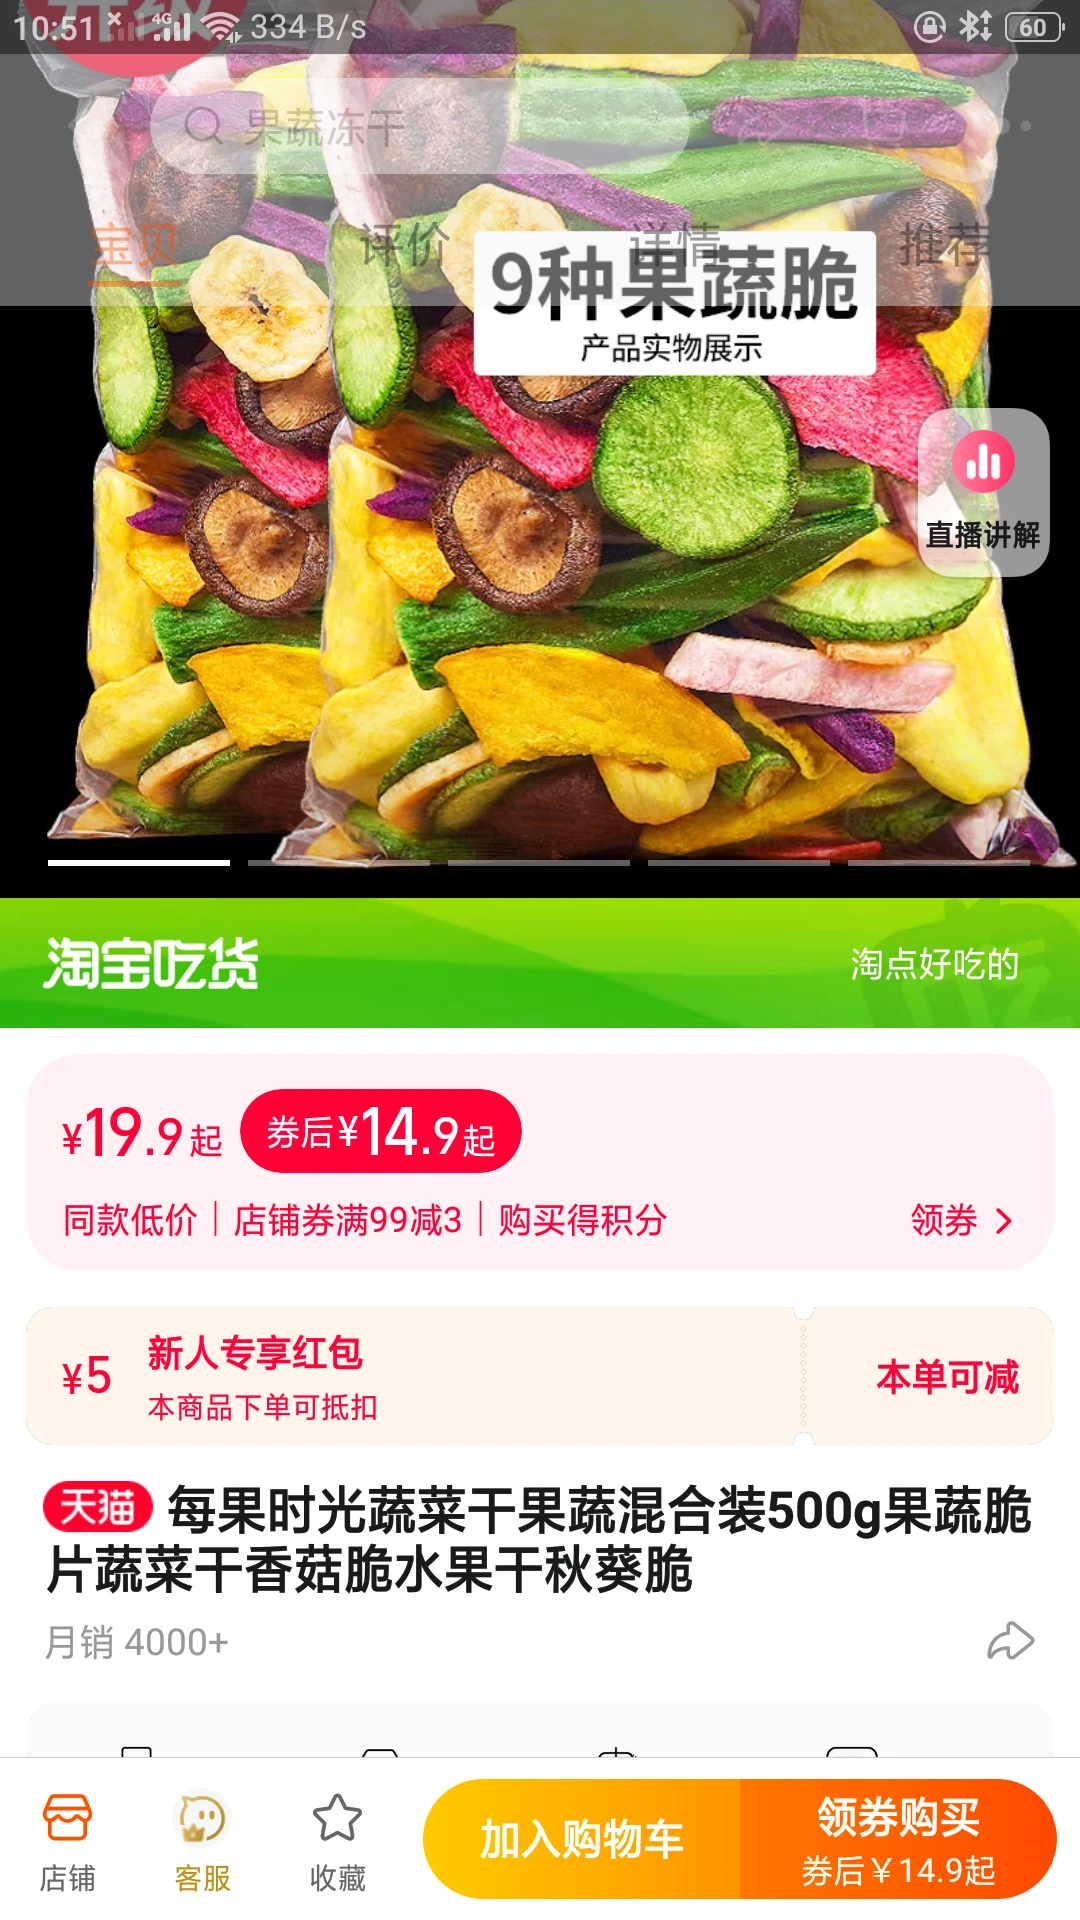 10:51 4G 334 B/s 60
升级
果蔬冻干
宝贝 评价 详情 推荐
9种果蔬脆
产品实物展示
直播讲解
淘宝吃货 淘点好吃的
¥19.9起 券后¥14.9起
同款低价 | 店铺券满99减3 | 购买得积分 领券
¥5 新人专享红包
本商品下单可抵扣
本单可减
天猫 每果时光蔬菜干果蔬混合装500g果蔬脆
片蔬菜干香菇脆水果干秋葵脆
月销 4000+
店铺 客服 收藏
加入购物车
领券购买
券后¥14.9起